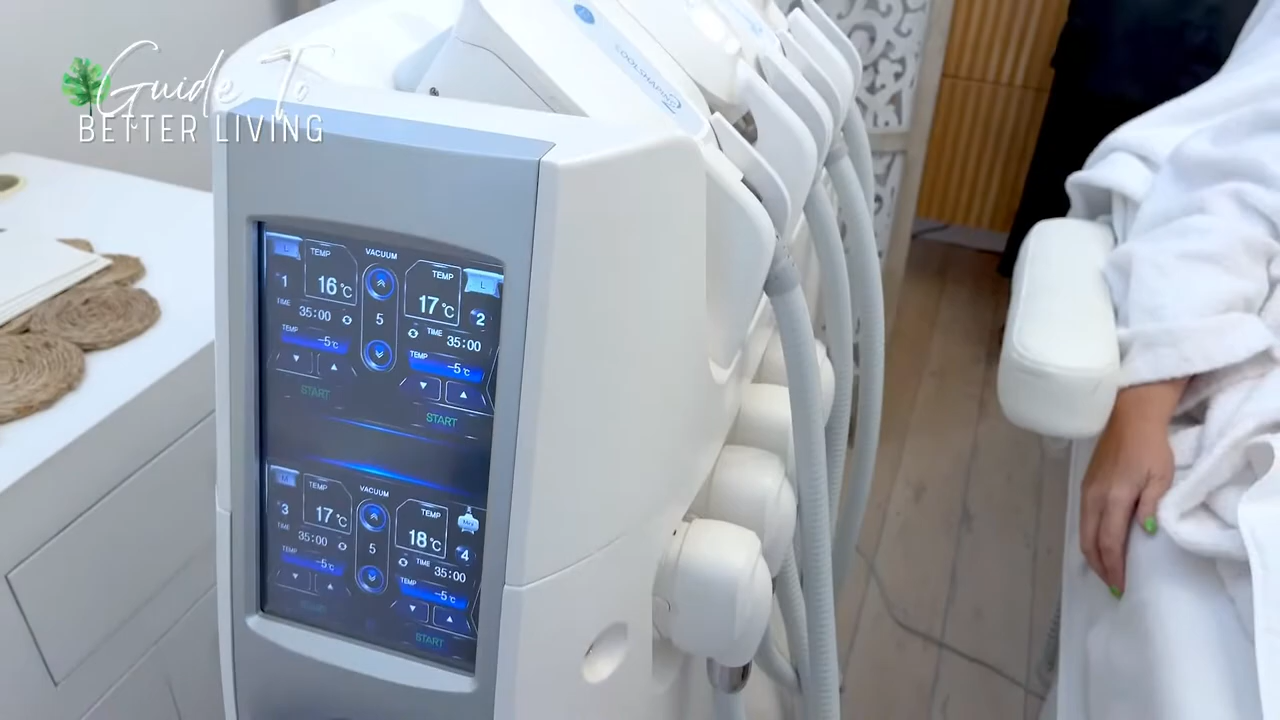 Guide To
BETTER LIVING
COOLSHAPING
L
TEMP
VACUUM
TEMP
L
1
16℃
17℃
2
5
TIME
35:00
TIME
35:00
TEMP
-5℃
TEMP
-5℃
START
START
M
TEMP
VACUUM
TEMP
3
17℃
18℃
4
5
TIME
35:00
TIME
35:00
TEMP
-5℃
TEMP
-5℃
START